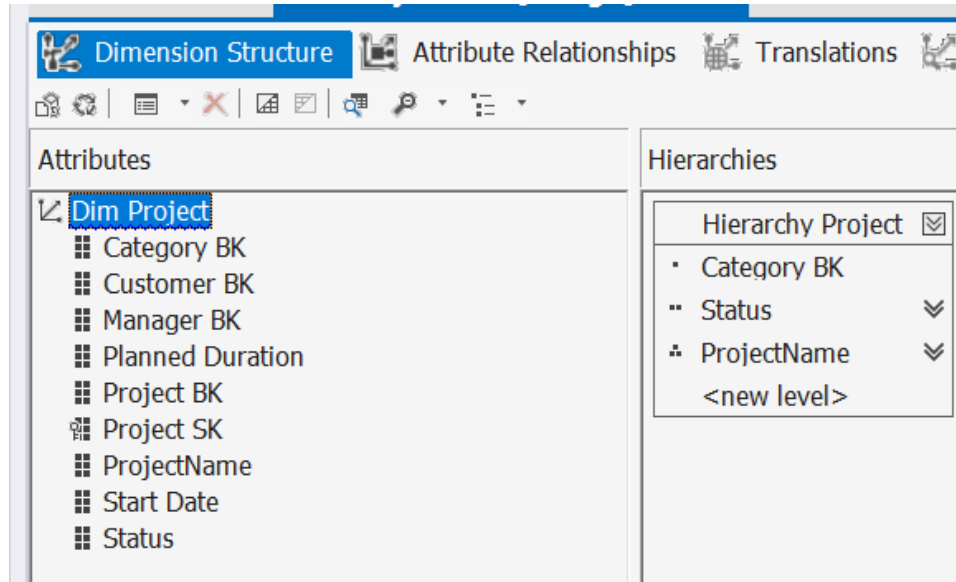 Dimension Structure Attribute Relationships Translations
Attributes
Dim Project
Category BK
Customer BK
Manager BK
Planned Duration
Project BK
Project SK
ProjectName
Start Date
Status
Hierarchies
Hierarchy Project
Category BK
Status
ProjectName
<new level>